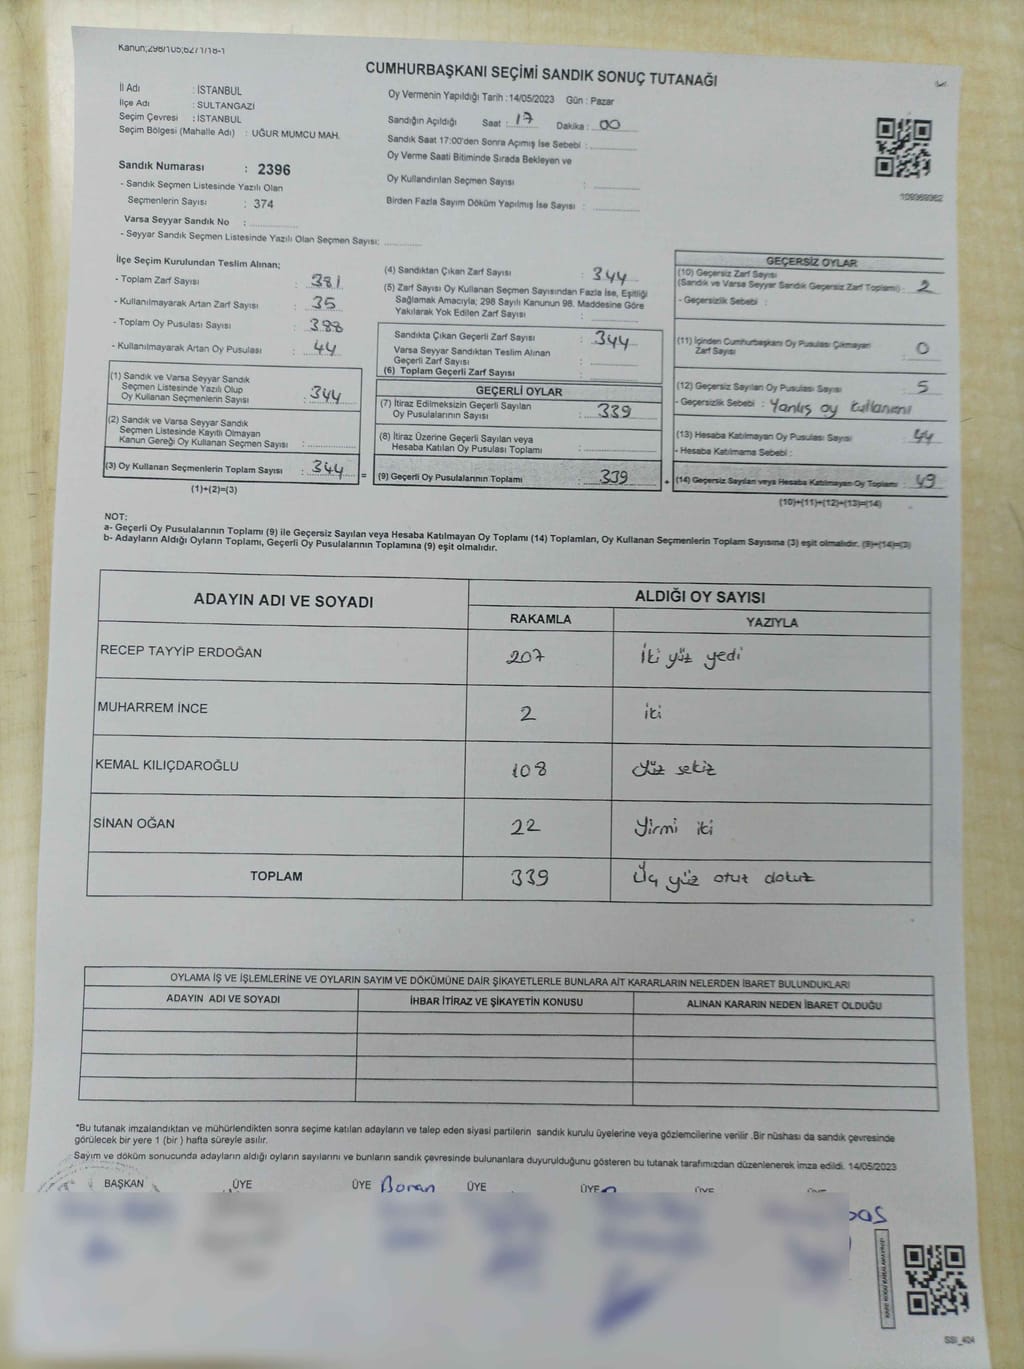 Kanun;298/105;6271/18-1
CUMHURBAŞKANI SEÇİMİ SANDIK SONUÇ TUTANAĞI
İl Adı : İSTANBUL
İlçe Adı : SULTANGAZİ
Seçim Çevresi : İSTANBUL
Seçim Bölgesi (Mahalle Adı) : UĞUR MUMCU MAH.
Sandık Numarası : 2396
- Sandık Seçmen Listesinde Yazılı Olan
Seçmenlerin Sayısı : 374
Varsa Seyyar Sandık No :
- Seyyar Sandık Seçmen Listesinde Yazılı Olan Seçmen Sayısı:
Oy Vermenin Yapıldığı Tarih : 14/05/2023 Gün : Pazar
Sandığın Açıldığı Saat : 17 Dakika : 00
Sandık Saat 17:00'den Sonra Açımış İse Sebebi :
Oy Verme Saati Bitiminde Sırada Bekleyen ve
Oy Kullandırılan Seçmen Sayısı :
Birden Fazla Sayım Döküm Yapılmış İse Sayısı :
109369362
İlçe Seçim Kurulundan Teslim Alınan;
- Toplam Zarf Sayısı : 381
- Kullanılmayarak Artan Zarf Sayısı : 35
- Toplam Oy Pusulası Sayısı : 388
- Kullanılmayarak Artan Oy Pusulası : 44
(1) Sandık ve Varsa Seyyar Sandık
Seçmen Listesinde Yazılı Olup
Oy Kullanan Seçmenlerin Sayısı : 344
(2) Sandık ve Varsa Seyyar Sandık
Seçmen Listesinde Kayıtlı Olmayan
Kanun Gereği Oy Kullanan Seçmen Sayısı :
(3) Oy Kullanan Seçmenlerin Toplam Sayısı : 344 =
(1)+(2)=(3)
(4) Sandıktan Çıkan Zarf Sayısı : 344
(5) Zarf Sayısı Oy Kullanan Seçmen Sayısından Fazla İse, Eşitliği
Sağlamak Amacıyla; 298 Sayılı Kanunun 98. Maddesine Göre
Yakılarak Yok Edilen Zarf Sayısı :
Sandıkta Çıkan Geçerli Zarf Sayısı : 344
Varsa Seyyar Sandıktan Teslim Alınan
Geçerli Zarf Sayısı :
(6) Toplam Geçerli Zarf Sayısı :
GEÇERLİ OYLAR
(7) İtiraz Edilmeksizin Geçerli Sayılan
Oy Pusulalarının Sayısı : 339
(8) İtiraz Üzerine Geçerli Sayılan veya
Hesaba Katılan Oy Pusulası Toplamı :
(9) Geçerli Oy Pusulalarının Toplamı : 339 +
GEÇERSİZ OYLAR
(10) Geçersiz Zarf Sayısı
(Sandık ve Varsa Seyyar Sandık Geçersiz Zarf Toplamı) : 2
- Geçersizlik Sebebi :
(11) İçinden Cumhurbaşkanı Oy Pusulası Çıkmayan
Zarf Sayısı : 0
(12) Geçersiz Sayılan Oy Pusulası Sayısı : 5
- Geçersizlik Sebebi : Yanlış oy kullanımı
(13) Hesaba Katılmayan Oy Pusulası Sayısı 44
- Hesaba Katılmama Sebebi :
(14) Geçersiz Sayılan veya Hesaba Katılmayan Oy Toplamı : 49
(10)+(11)+(12)+(13)=(14)
NOT:
a- Geçerli Oy Pusulalarının Toplamı (9) ile Geçersiz Sayılan veya Hesaba Katılmayan Oy Toplamı (14) Toplamları, Oy Kullanan Seçmenlerin Toplam Sayısına (3) eşit olmalıdır. (9)+(14)=(3)
b- Adayların Aldığı Oyların Toplamı, Geçerli Oy Pusulalarının Toplamına (9) eşit olmalıdır.
ADAYIN ADI VE SOYADI ALDIĞI OY SAYISI
RAKAMLA YAZIYLA
RECEP TAYYİP ERDOĞAN 207 iki yüz yedi
MUHARREM İNCE 2 iki
KEMAL KILIÇDAROĞLU 108 Yüz sekiz
SİNAN OĞAN 22 Yirmi iki
TOPLAM 339 Üç yüz otuz dokuz
OYLAMA İŞ VE İŞLEMLERİNE VE OYLARIN SAYIM VE DÖKÜMÜNE DAİR ŞİKAYETLERLE BUNLARA AİT KARARLARIN NELERDEN İBARET BULUNDUKLARI
ADAYIN ADI VE SOYADI İHBAR İTİRAZ VE ŞİKAYETİN KONUSU ALINAN KARARIN NEDEN İBARET OLDUĞU
*Bu tutanak imzalandıktan ve mühürlendikten sonra seçime katılan adayların ve talep eden siyasi partilerin sandık kurulu üyelerine veya gözlemcilerine verilir .Bir nüshası da sandık çevresinde
görülecek bir yere 1 (bir ) hafta süreyle asılır.
Sayım ve döküm sonucunda adayların aldığı oyların sayılarını ve bunların sandık çevresinde bulunanlara duyurulduğunu gösteren bu tutanak tarafımızdan düzenlenerek imza edildi. 14/05/2023
BAŞKAN ÜYE ÜYE Boran ÜYE ÜYE ÜYE ÜYE
SSI_404